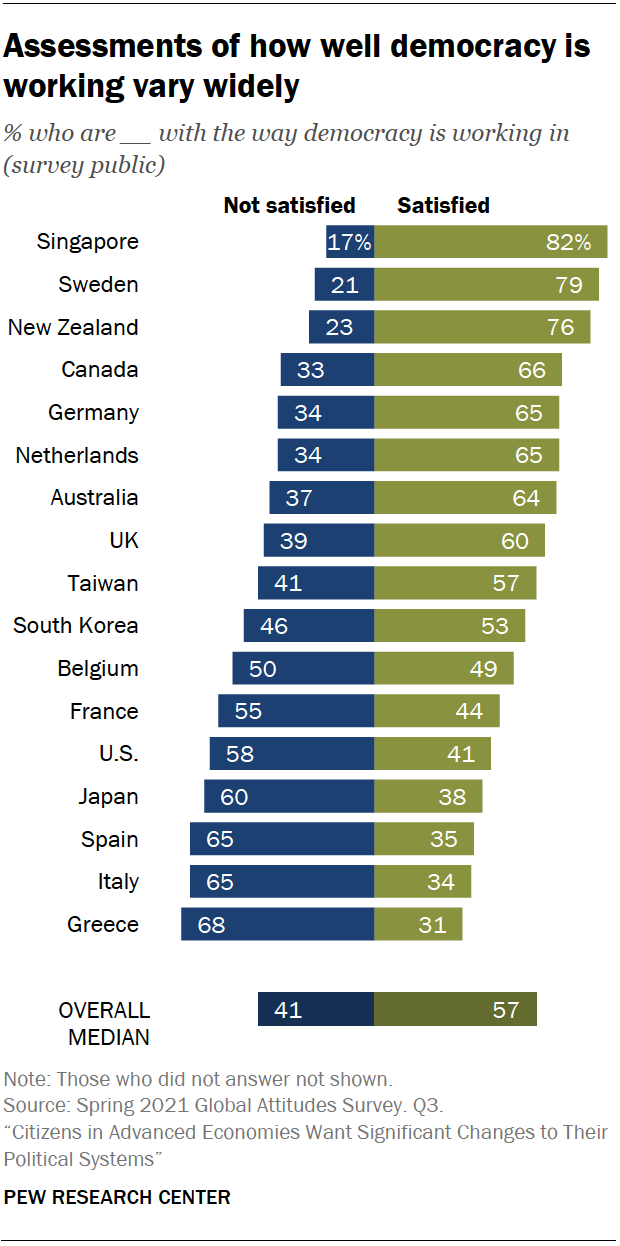 Assessments of how well democracy is
working vary widely
% who are __ with the way democracy is working in
(survey public)
Not satisfied Satisfied
Singapore 17% 82%
Sweden 21 79
New Zealand 23 76
Canada 33 66
Germany 34 65
Netherlands 34 65
Australia 37 64
UK 39 60
Taiwan 41 57
South Korea 46 53
Belgium 50 49
France 55 44
U.S. 58 41
Japan 60 38
Spain 65 35
Italy 65 34
Greece 68 31
OVERALL 41 57
MEDIAN
Note: Those who did not answer not shown.
Source: Spring 2021 Global Attitudes Survey. Q3.
“Citizens in Advanced Economies Want Significant Changes to Their
Political Systems”
PEW RESEARCH CENTER